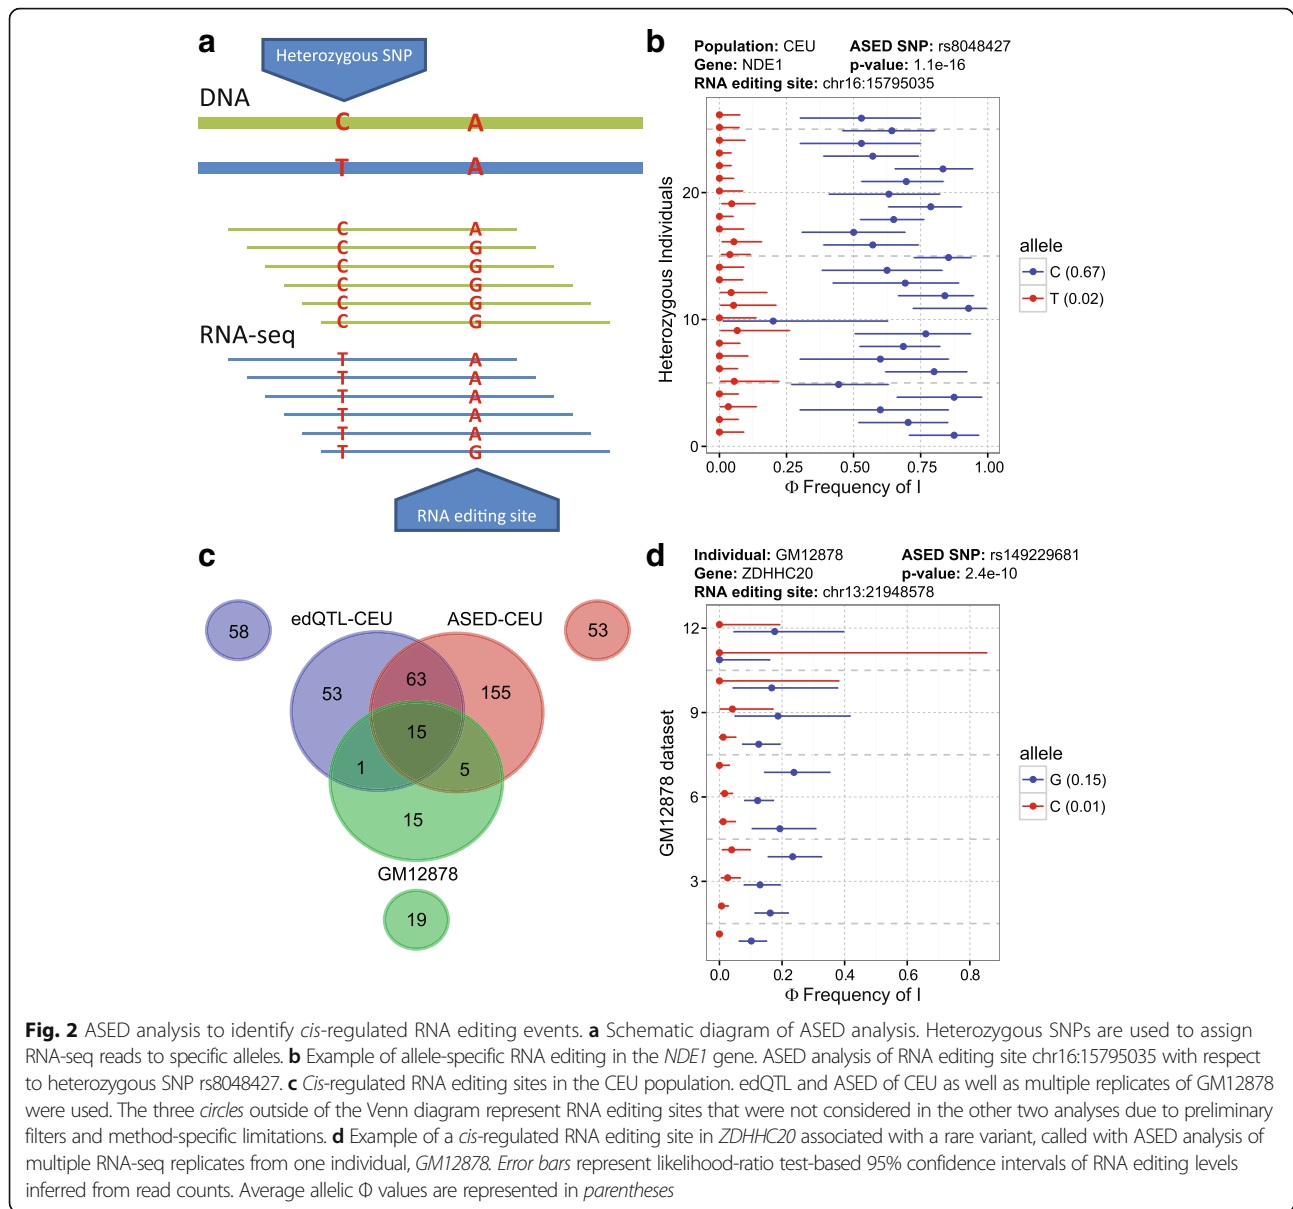 a
Heterozygous SNP
DNA
C A
T A
C A
C G
C G
C G
C G
C G
RNA-seq
T A
T A
T A
T A
T A
T G
RNA editing site
b
Population: CEU ASED SNP: rs8048427
Gene: NDE1 p-value: 1.1e-16
RNA editing site: chr16:15795035
Heterozygous Individuals
20
10
0
0.00 0.25 0.50 0.75 1.00
Φ Frequency of I
allele
C (0.67)
T (0.02)
c
58
edQTL-CEU
ASED-CEU
53
53
63
155
15
1
5
15
GM12878
19
d
Individual: GM12878 ASED SNP: rs149229681
Gene: ZDHHC20 p-value: 2.4e-10
RNA editing site: chr13:21948578
GM12878 dataset
12
9
6
3
0.0 0.2 0.4 0.6 0.8
Φ Frequency of I
allele
G (0.15)
C (0.01)
Fig. 2 ASED analysis to identify cis-regulated RNA editing events. a Schematic diagram of ASED analysis. Heterozygous SNPs are used to assign
RNA-seq reads to specific alleles. b Example of allele-specific RNA editing in the NDE1 gene. ASED analysis of RNA editing site chr16:15795035 with respect
to heterozygous SNP rs8048427. c Cis-regulated RNA editing sites in the CEU population. edQTL and ASED of CEU as well as multiple replicates of GM12878
were used. The three circles outside of the Venn diagram represent RNA editing sites that were not considered in the other two analyses due to preliminary
filters and method-specific limitations. d Example of a cis-regulated RNA editing site in ZDHHC20 associated with a rare variant, called with ASED analysis of
multiple RNA-seq replicates from one individual, GM12878. Error bars represent likelihood-ratio test-based 95% confidence intervals of RNA editing levels
inferred from read counts. Average allelic Φ values are represented in parentheses